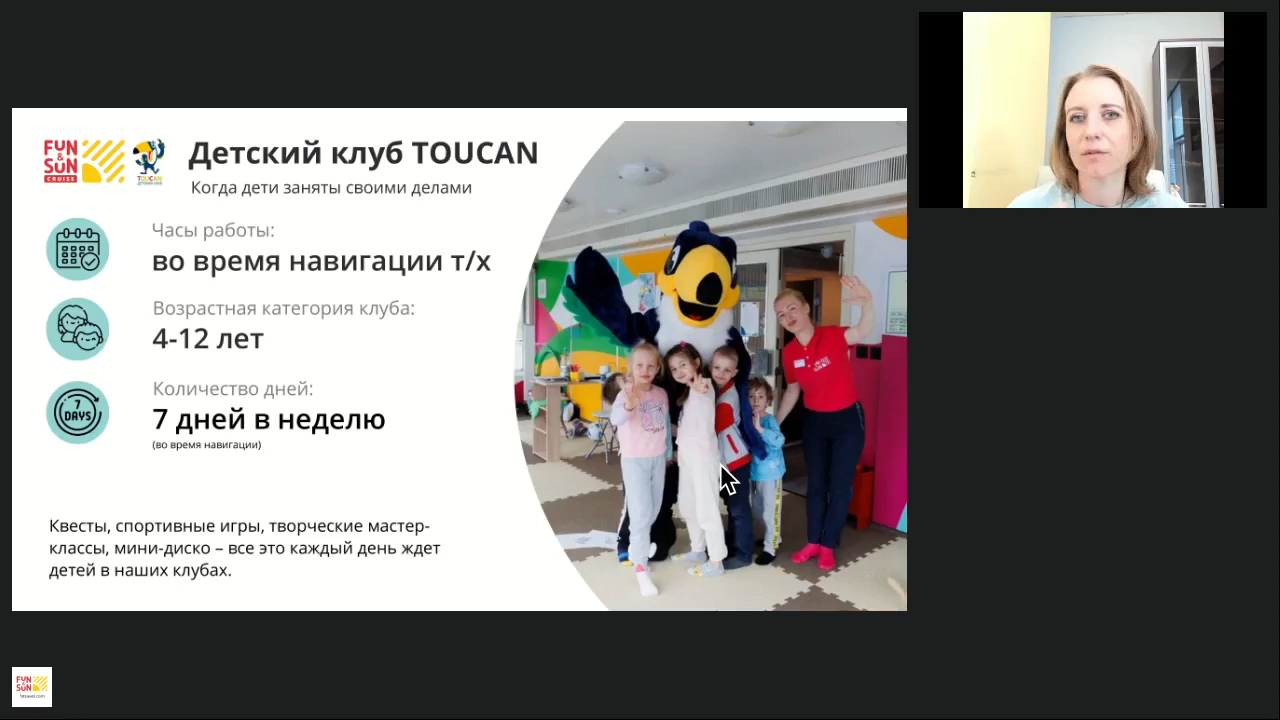 FUN
&
SUN
CRUISE
TOUCAN
Детский клуб TOUCAN
Когда дети заняты своими делами
Часы работы:
во время навигации т/х
Возрастная категория клуба:
4-12 лет
7
DAYS
Количество дней:
7 дней в неделю
(во время навигации)
Квесты, спортивные игры, творческие мастер-
классы, мини-диско – все это каждый день ждет
детей в наших клубах.
FUN
&
SUN